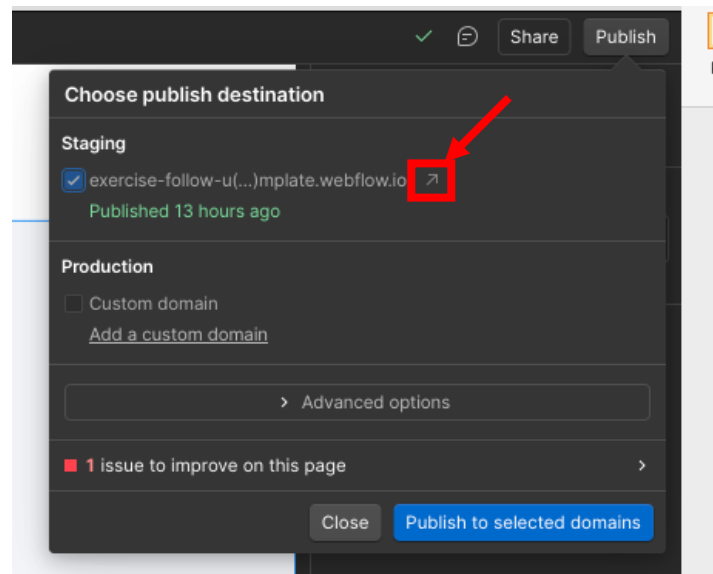 Share Publish
Choose publish destination
Staging
exercise-follow-u(...)mplate.webflow.io
Published 13 hours ago
Production
Custom domain
Add a custom domain
Advanced options
1 issue to improve on this page
Close Publish to selected domains